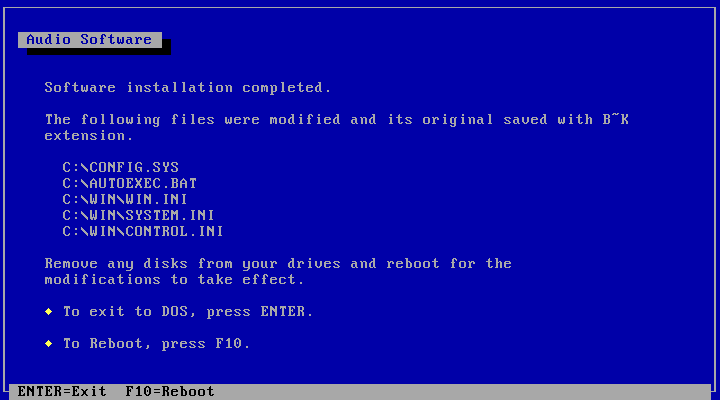 Audio Software
Software installation completed.
The following files were modified and its original saved with B~K
extension.
C:\CONFIG.SYS
C:\AUTOEXEC.BAT
C:\WIN\WIN.INI
C:\WIN\SYSTEM.INI
C:\WIN\CONTROL.INI
Remove any disks from your drives and reboot for the
modifications to take effect.
♦ To exit to DOS, press ENTER.
♦ To Reboot, press F10.
ENTER=Exit  F10=Reboot